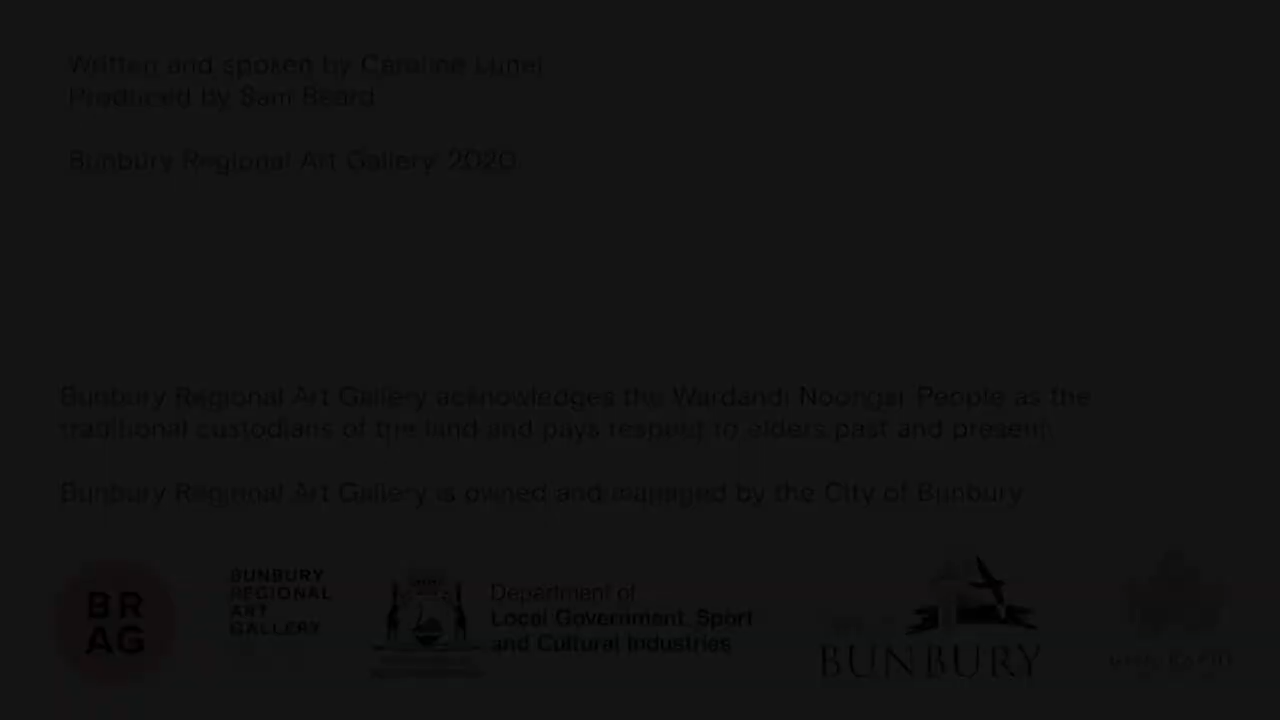 Written and spoken by Caroline Lunel
Produced by Sam Beard
Bunbury Regional Art Gallery 2020
Bunbury Regional Art Gallery acknowledges the Wardandi Noongar People as the
traditional custodians of the land and pays respect to elders past and present
Bunbury Regional Art Gallery is owned and managed by the City of Bunbury
BR
AG
BUNBURY
REGIONAL
ART
GALLERY
Department of
Local Government, Sport
and Cultural Industries
BUNBURY